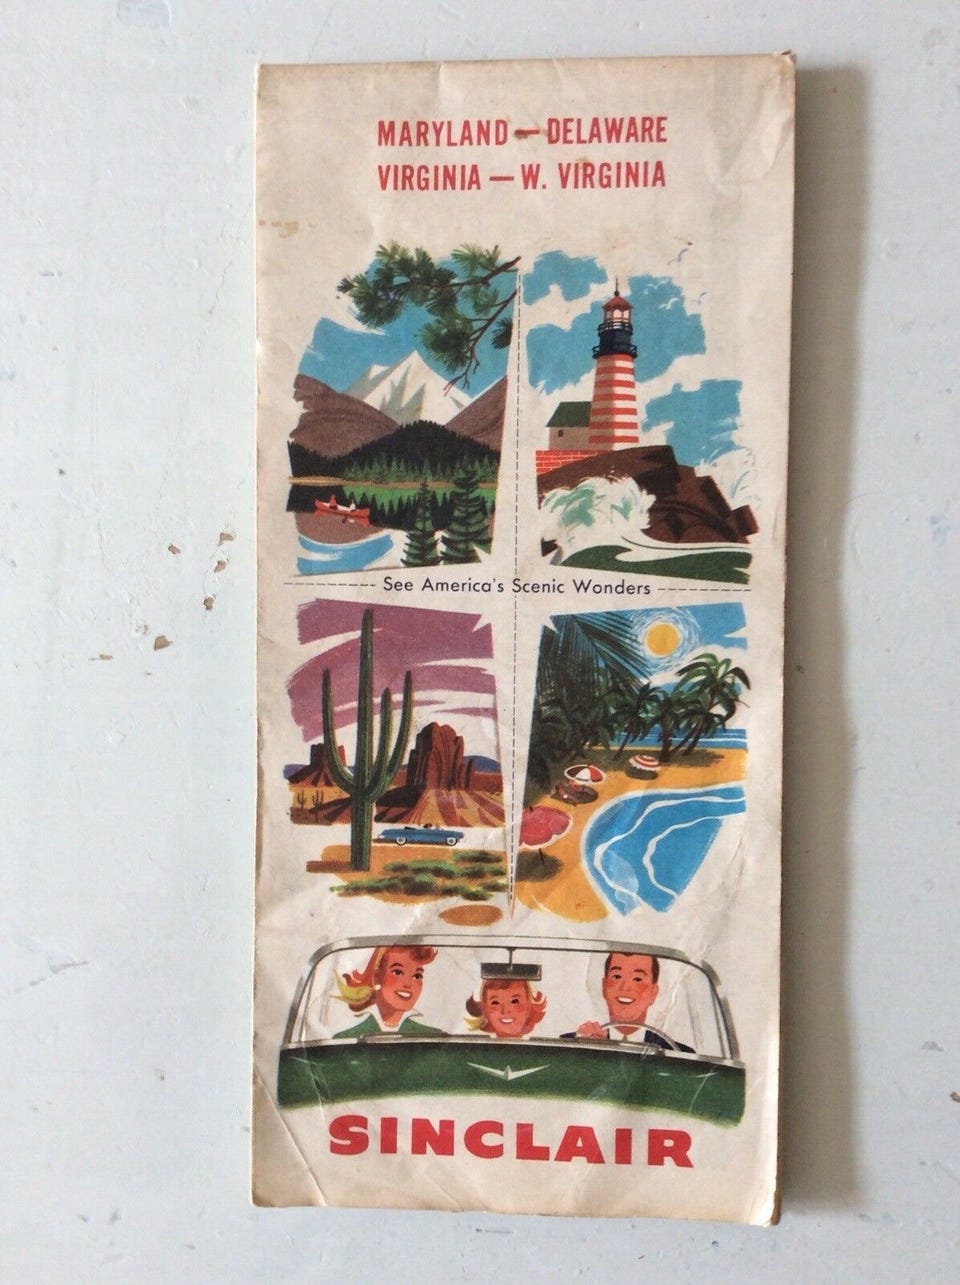 MARYLAND — DELAWARE
VIRGINIA — W. VIRGINIA
See America's Scenic Wonders
SINCLAIR